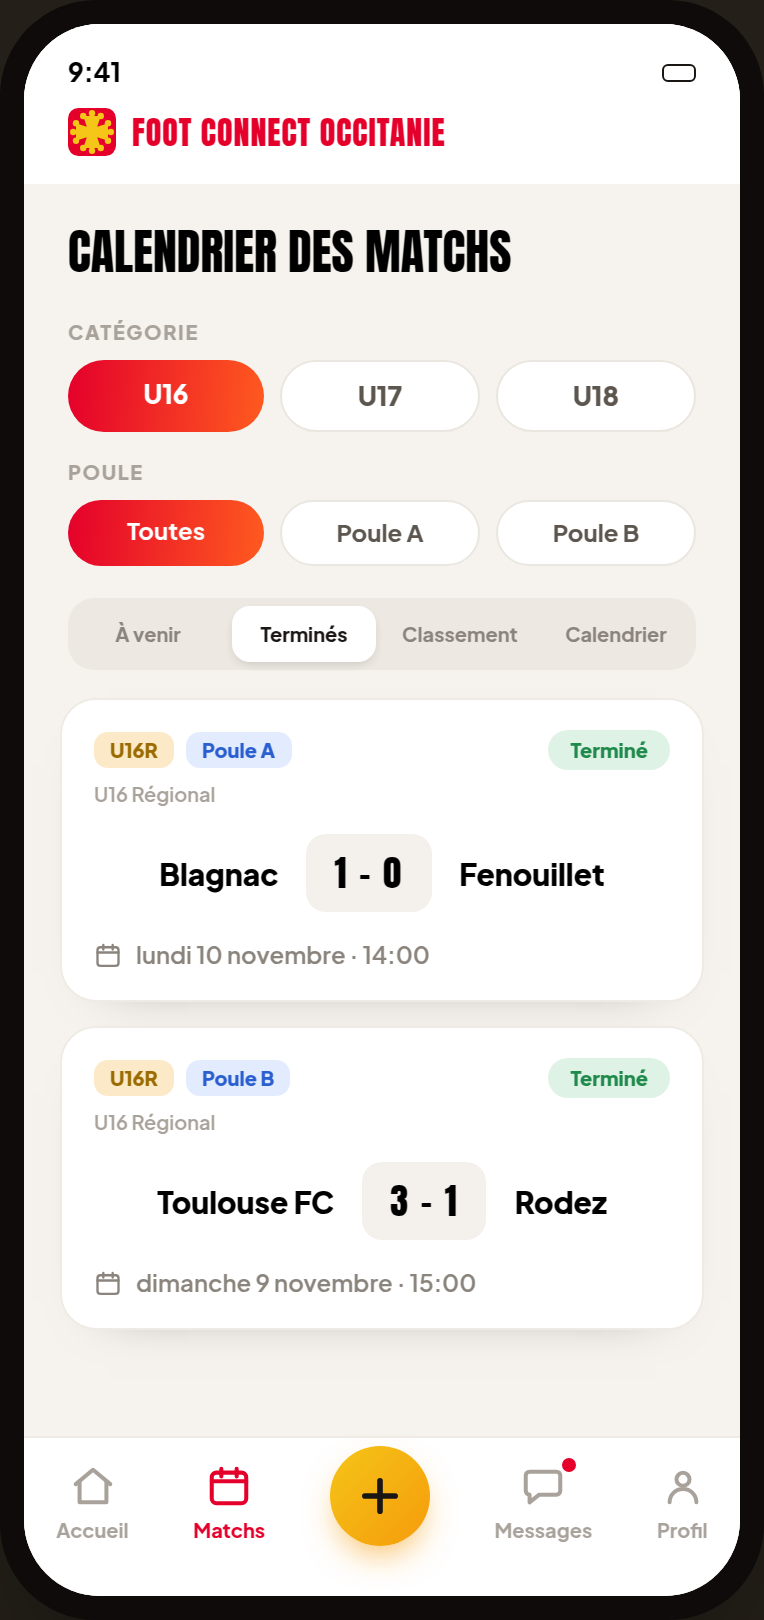 9:41
FOOT CONNECT OCCITANIE
CALENDRIER DES MATCHS
CATÉGORIE
U16 U17 U18
POULE
Toutes Poule A Poule B
À venir Terminés Classement Calendrier
U16R Poule A Terminé
U16 Régional
Blagnac 1 - 0 Fenouillet
lundi 10 novembre · 14:00
U16R Poule B Terminé
U16 Régional
Toulouse FC 3 - 1 Rodez
dimanche 9 novembre · 15:00
Accueil Matchs Messages Profil